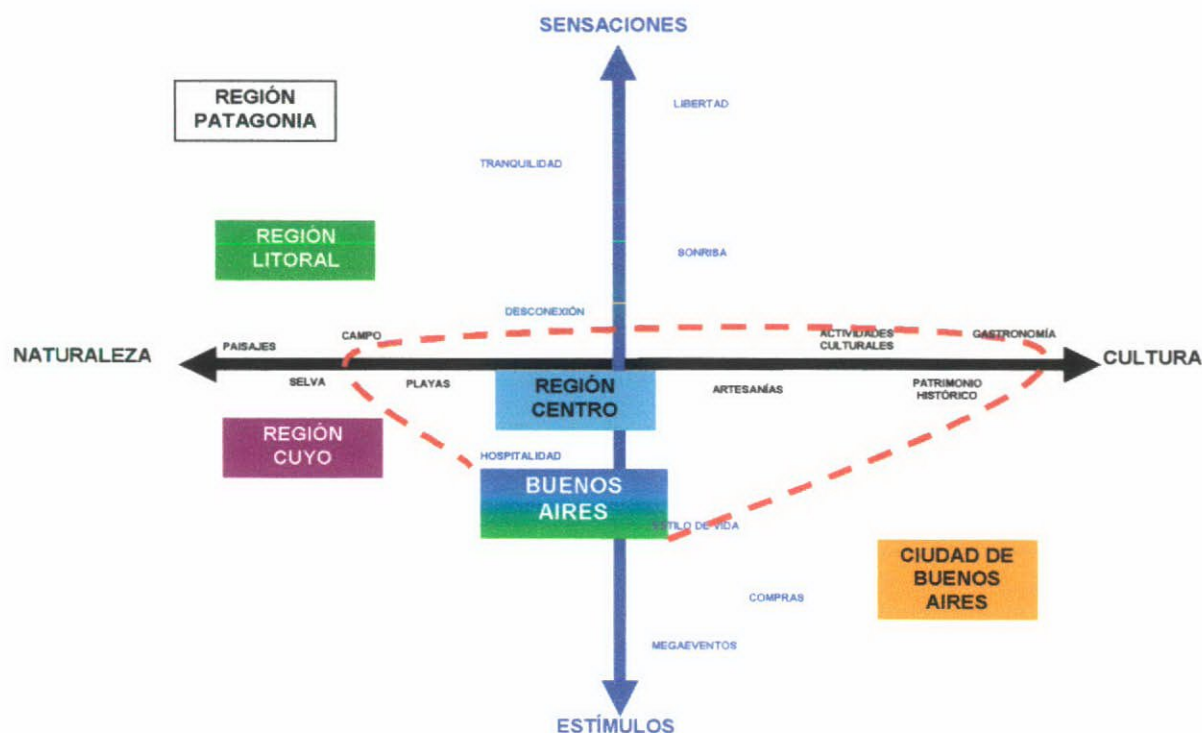 SENSACIONES
REGIÓN
PATAGONIA
LIBERTAD
TRANQUILIDAD
REGIÓN
LITORAL
SONRISA
DESCONEXIÓN
CAMPO
ACTIVIDADES
CULTURALES
GASTRONOMÍA
PAISAJES
NATURALEZA
CULTURA
SELVA
PLAYAS
REGIÓN
CENTRO
ARTESANÍAS
PATRIMONIO
HISTÓRICO
REGIÓN
CUYO
HOSPITALIDAD
BUENOS
AIRES
ESTILO DE VIDA
CIUDAD DE
BUENOS
AIRES
COMPRAS
MEGAEVENTOS
ESTÍMULOS